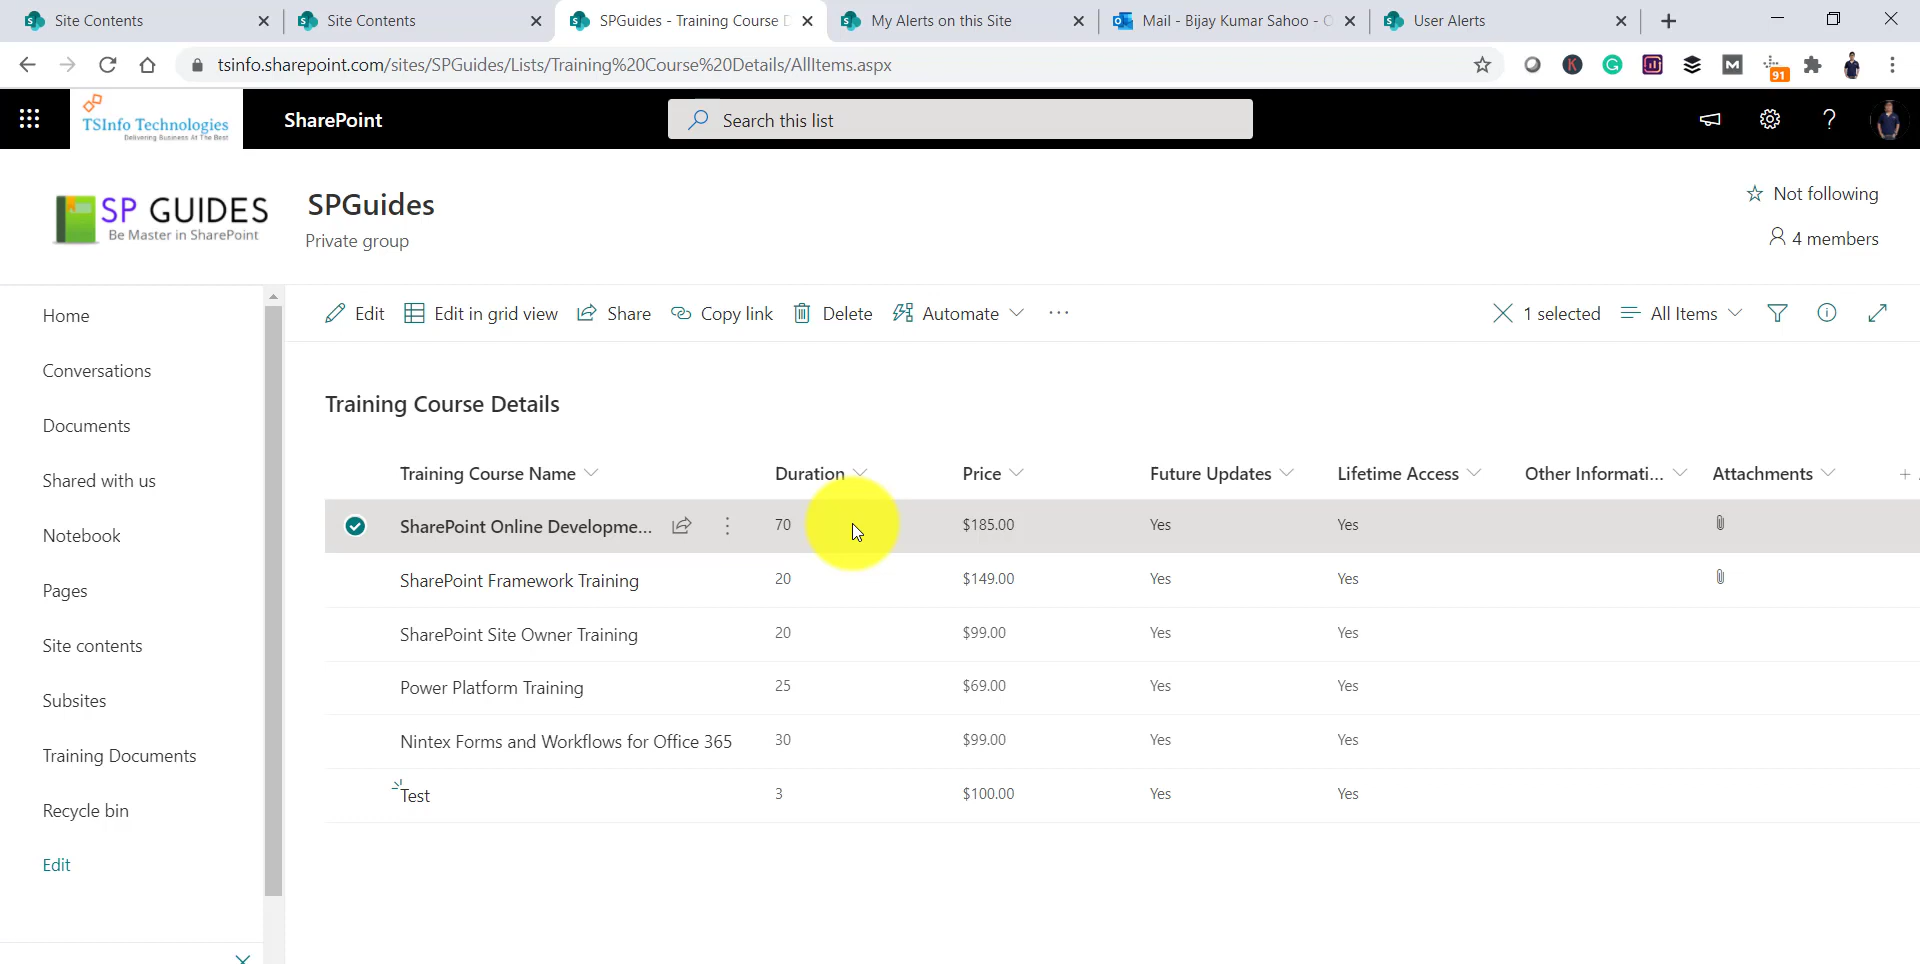 Site Contents
Site Contents
SPGuides - Training Course D
My Alerts on this Site
Mail - Bijay Kumar Sahoo - O
User Alerts
tsinfo.sharepoint.com/sites/SPGuides/Lists/Training%20Course%20Details/AllItems.aspx
91
TSInfo Technologies
Delivering Business At The Best
SharePoint
Search this list
SP GUIDES
Be Master in SharePoint
SPGuides
Private group
Not following
4 members
Home
Conversations
Documents
Shared with us
Notebook
Pages
Site contents
Subsites
Training Documents
Recycle bin
Edit
Edit Edit in grid view Share Copy link Delete Automate ... 1 selected All Items
Training Course Details
Training Course Name Duration Price Future Updates Lifetime Access Other Informati... Attachments
SharePoint Online Developme... 70 $185.00 Yes Yes
SharePoint Framework Training 20 $149.00 Yes Yes
SharePoint Site Owner Training 20 $99.00 Yes Yes
Power Platform Training 25 $69.00 Yes Yes
Nintex Forms and Workflows for Office 365 30 $99.00 Yes Yes
Test 3 $100.00 Yes Yes